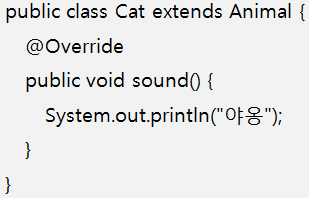 public class Cat extends Animal {
    @Override
    public void sound() {
        System.out.println("야옹");
    }
}